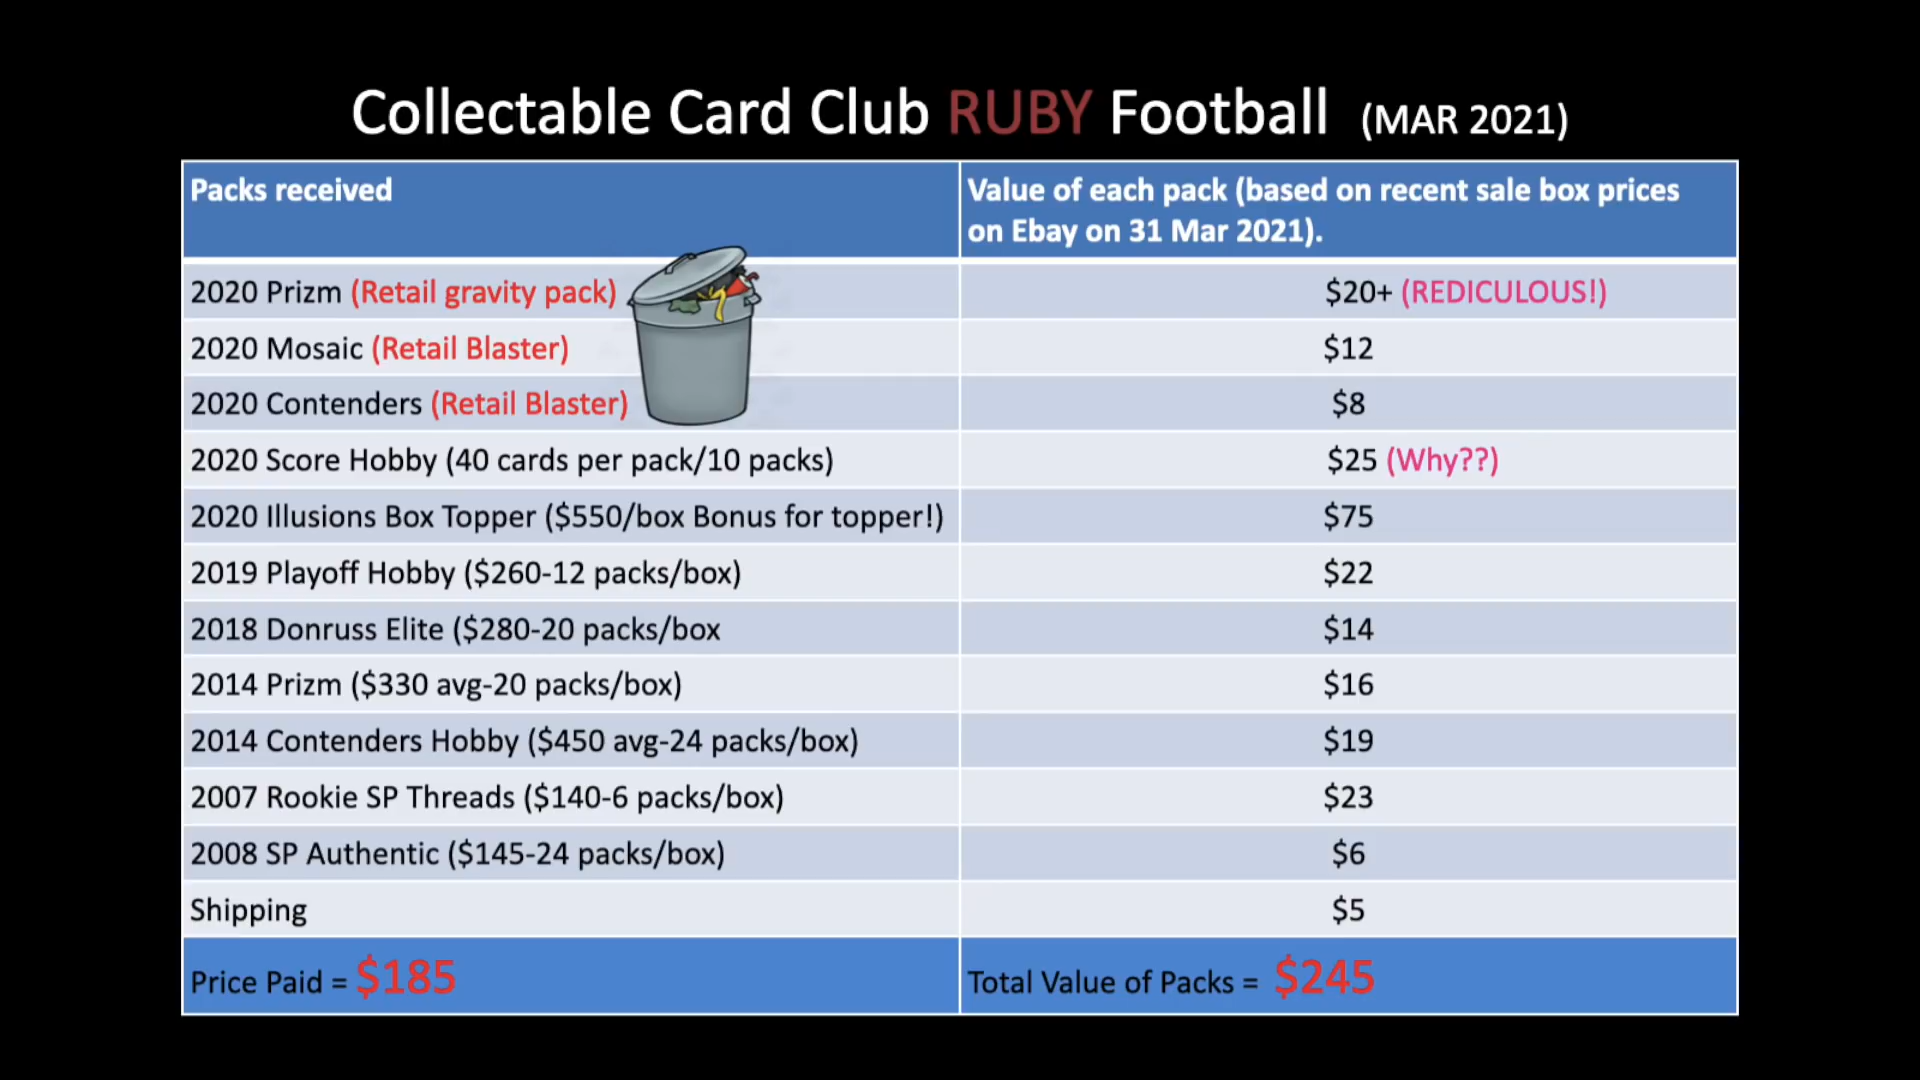 Collectable Card Club RUBY Football (MAR 2021)
Packs received
Value of each pack (based on recent sale box prices
on Ebay on 31 Mar 2021).
2020 Prizm (Retail gravity pack)
$20+ (REDICULOUS!)
2020 Mosaic (Retail Blaster)
$12
2020 Contenders (Retail Blaster)
$8
2020 Score Hobby (40 cards per pack/10 packs)
$25 (Why??)
2020 Illusions Box Topper ($550/box Bonus for topper!)
$75
2019 Playoff Hobby ($260-12 packs/box)
$22
2018 Donruss Elite ($280-20 packs/box
$14
2014 Prizm ($330 avg-20 packs/box)
$16
2014 Contenders Hobby ($450 avg-24 packs/box)
$19
2007 Rookie SP Threads ($140-6 packs/box)
$23
2008 SP Authentic ($145-24 packs/box)
$6
Shipping
$5
Price Paid = $185
Total Value of Packs = $245